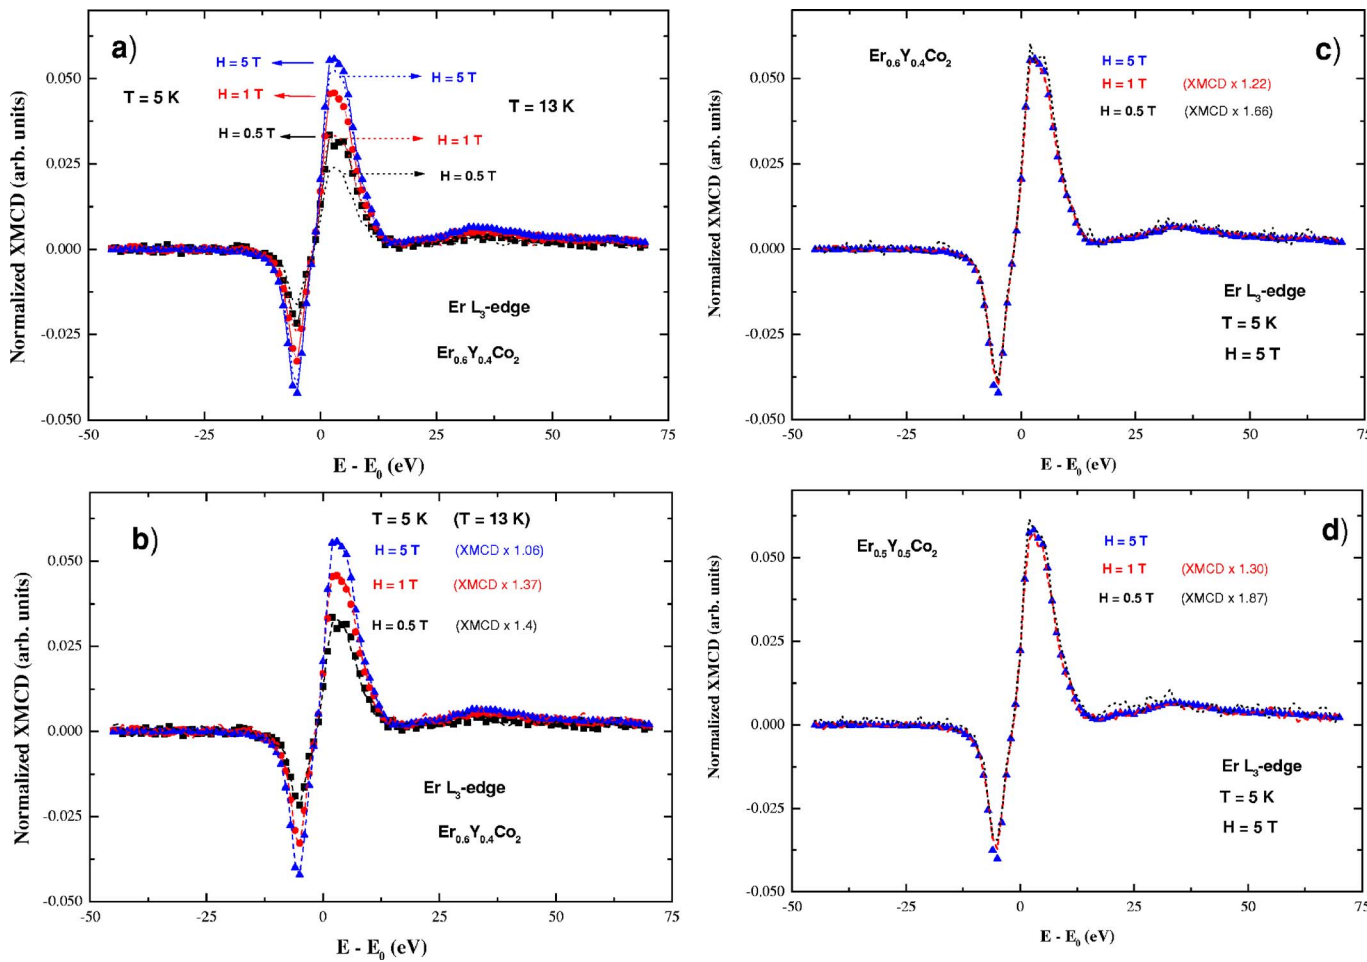 a)
H = 5 T
H = 5 T
T = 5 K
H = 1 T
T = 13 K
H = 0.5 T
H = 1 T
H = 0.5 T
Er L3-edge
Er0.6Y0.4Co2
Normalized XMCD (arb. units)
0.050
0.025
0.000
-0.025
-0.050
-50 -25 0 25 50 75
E - E0 (eV)
c)
Er0.6Y0.4Co2
H = 5 T
H = 1 T (XMCD x 1.22)
H = 0.5 T (XMCD x 1.66)
Er L3-edge
T = 5 K
H = 5 T
Normalized XMCD (arb. units)
0.050
0.025
0.000
-0.025
-0.050
-50 -25 0 25 50 75
E - E0 (eV)
b)
T = 5 K (T = 13 K)
H = 5 T (XMCD x 1.06)
H = 1 T (XMCD x 1.37)
H = 0.5 T (XMCD x 1.4)
Er L3-edge
Er0.6Y0.4Co2
Normalized XMCD (arb. units)
0.050
0.025
0.000
-0.025
-0.050
-50 -25 0 25 50 75
E - E0 (eV)
d)
Er0.5Y0.5Co2
H = 5 T
H = 1 T (XMCD x 1.30)
H = 0.5 T (XMCD x 1.87)
Er L3-edge
T = 5 K
H = 5 T
Normalized XMCD (arb. units)
0.050
0.025
0.000
-0.025
-0.050
-50 -25 0 25 50 75
E - E0 (eV)